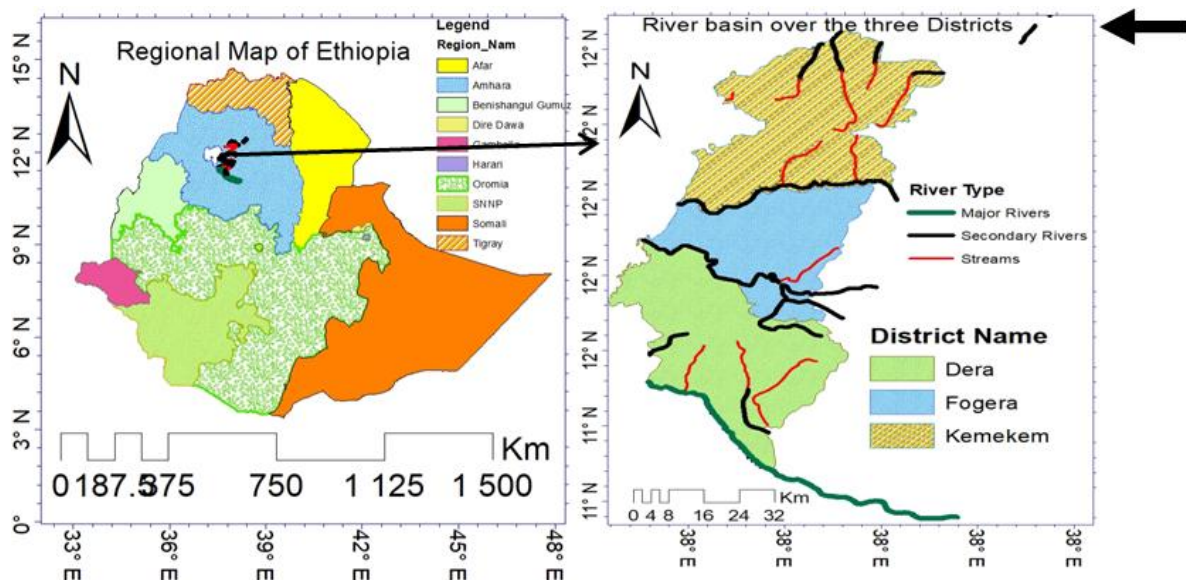 Regional Map of Ethiopia
N
Legend
Region_Nam
Afar
Amhara
Benishangul Gumuz
Dire Dawa
Gambella
Harari
Oromia
SNNP
Somali
Tigray
15° N
12° N
9° N
6° N
3° N
0°
Km
0 187.5 375 750 1 125 1 500
33° E
36° E
39° E
42° E
45° E
48° E
River basin over the three Districts
N
River Type
Major Rivers
Secondary Rivers
Streams
District Name
Dera
Fogera
Kemekem
12° N
12° N
12° N
12° N
12° N
11° N
11° N
Km
0 4 8 16 24 32
38° E
38° E
38° E
38° E
38° E